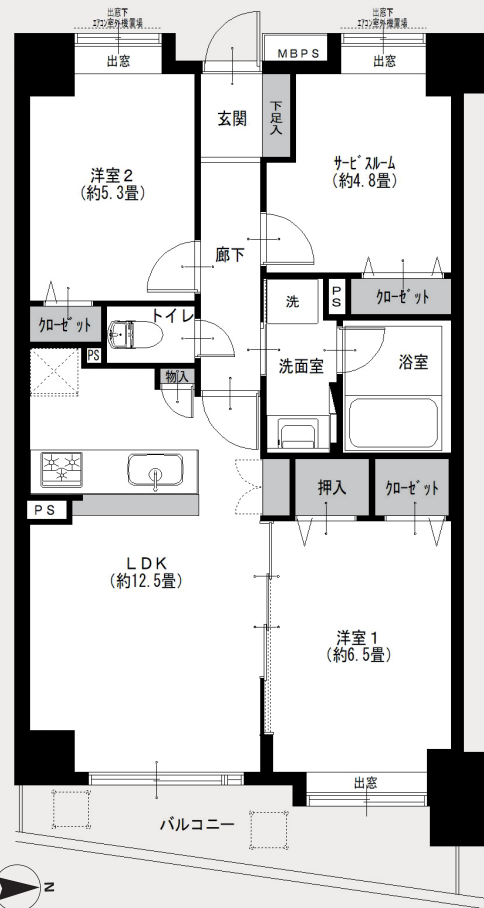 出窓下
エアコン室外機置場
出窓
MBPS
出窓下
エアコン室外機置場
出窓
玄関
下足入
洋室2
(約5.3畳)
サービスルーム
(約4.8畳)
廊下
クローゼット
トイレ
洗
PS
クローゼット
PS
物入
洗面室
浴室
PS
押入
クローゼット
LDK
(約12.5畳)
洋室1
(約6.5畳)
出窓
バルコニー
N